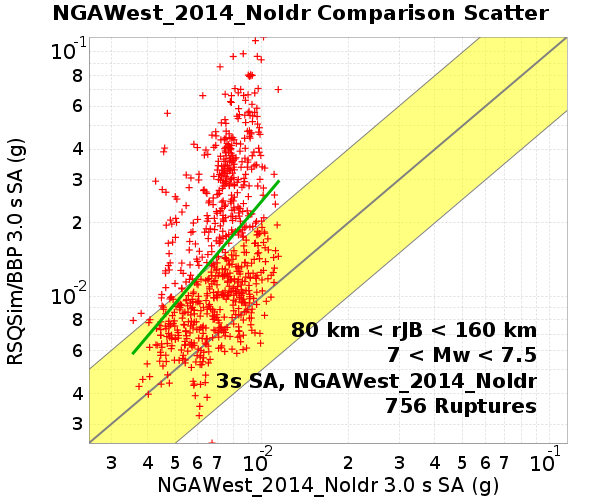 NGAWest_2014_NoIdr Comparison Scatter
RSQSim/BBP 3.0 s SA (g)
10⁻¹
8
6
4
3
2
10⁻²
8
6
4
3
80 km < rJB < 160 km
7 < Mw < 7.5
3s SA, NGAWest_2014_NoIdr
756 Ruptures
3 4 5 6 7 10⁻² 2 3 4 5 6 7 10⁻¹
NGAWest_2014_NoIdr 3.0 s SA (g)